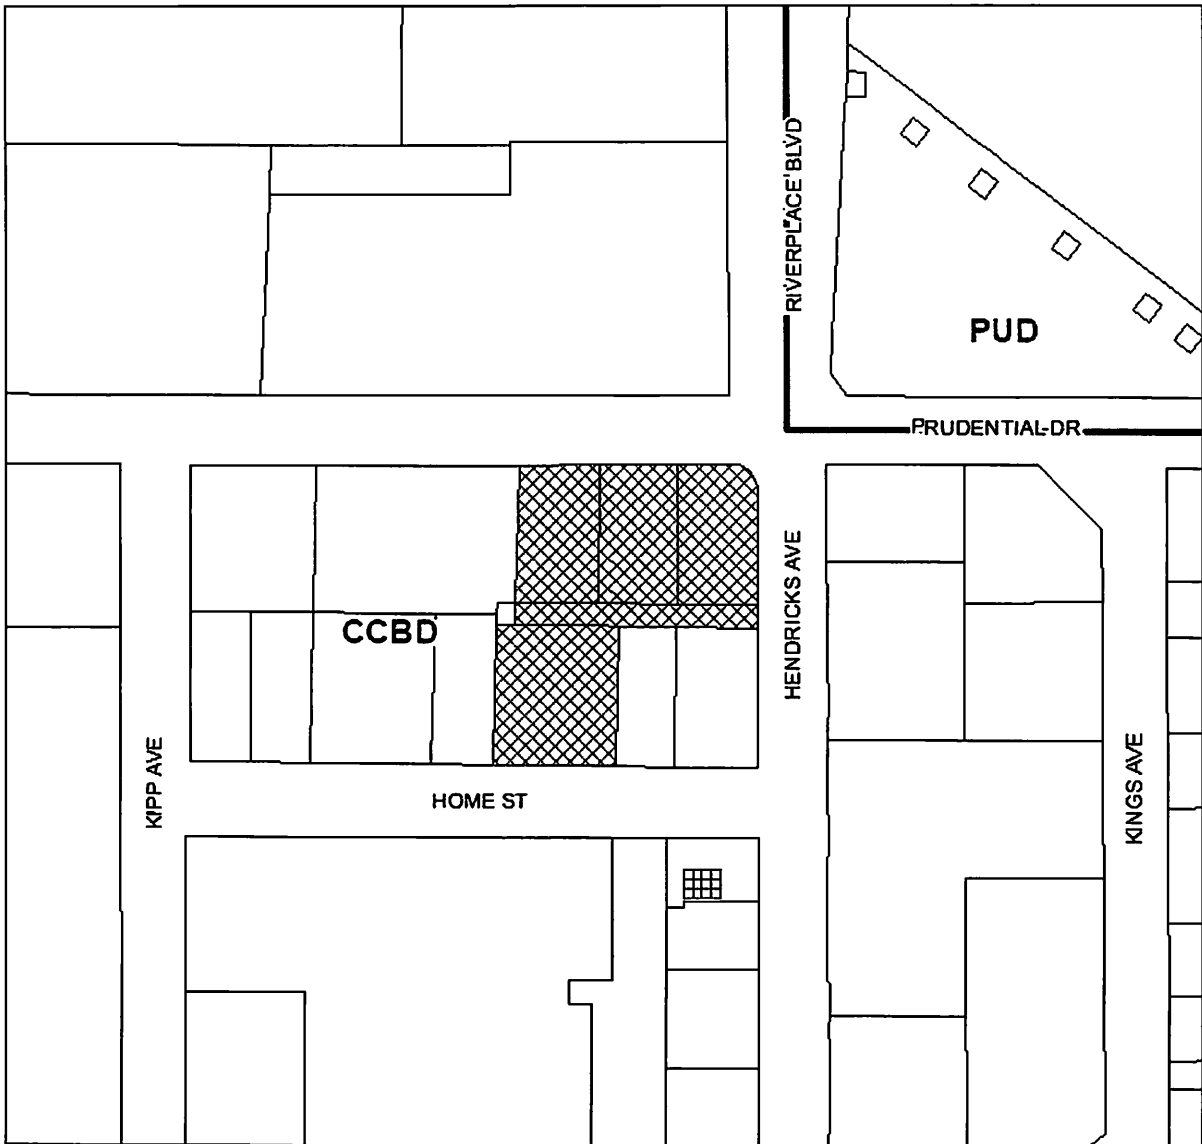 RIVERPLACE BLVD
PUD
PRUDENTIAL DR
HENDRICKS AVE
CCBD
KIPP AVE
HOME ST
KINGS AVE